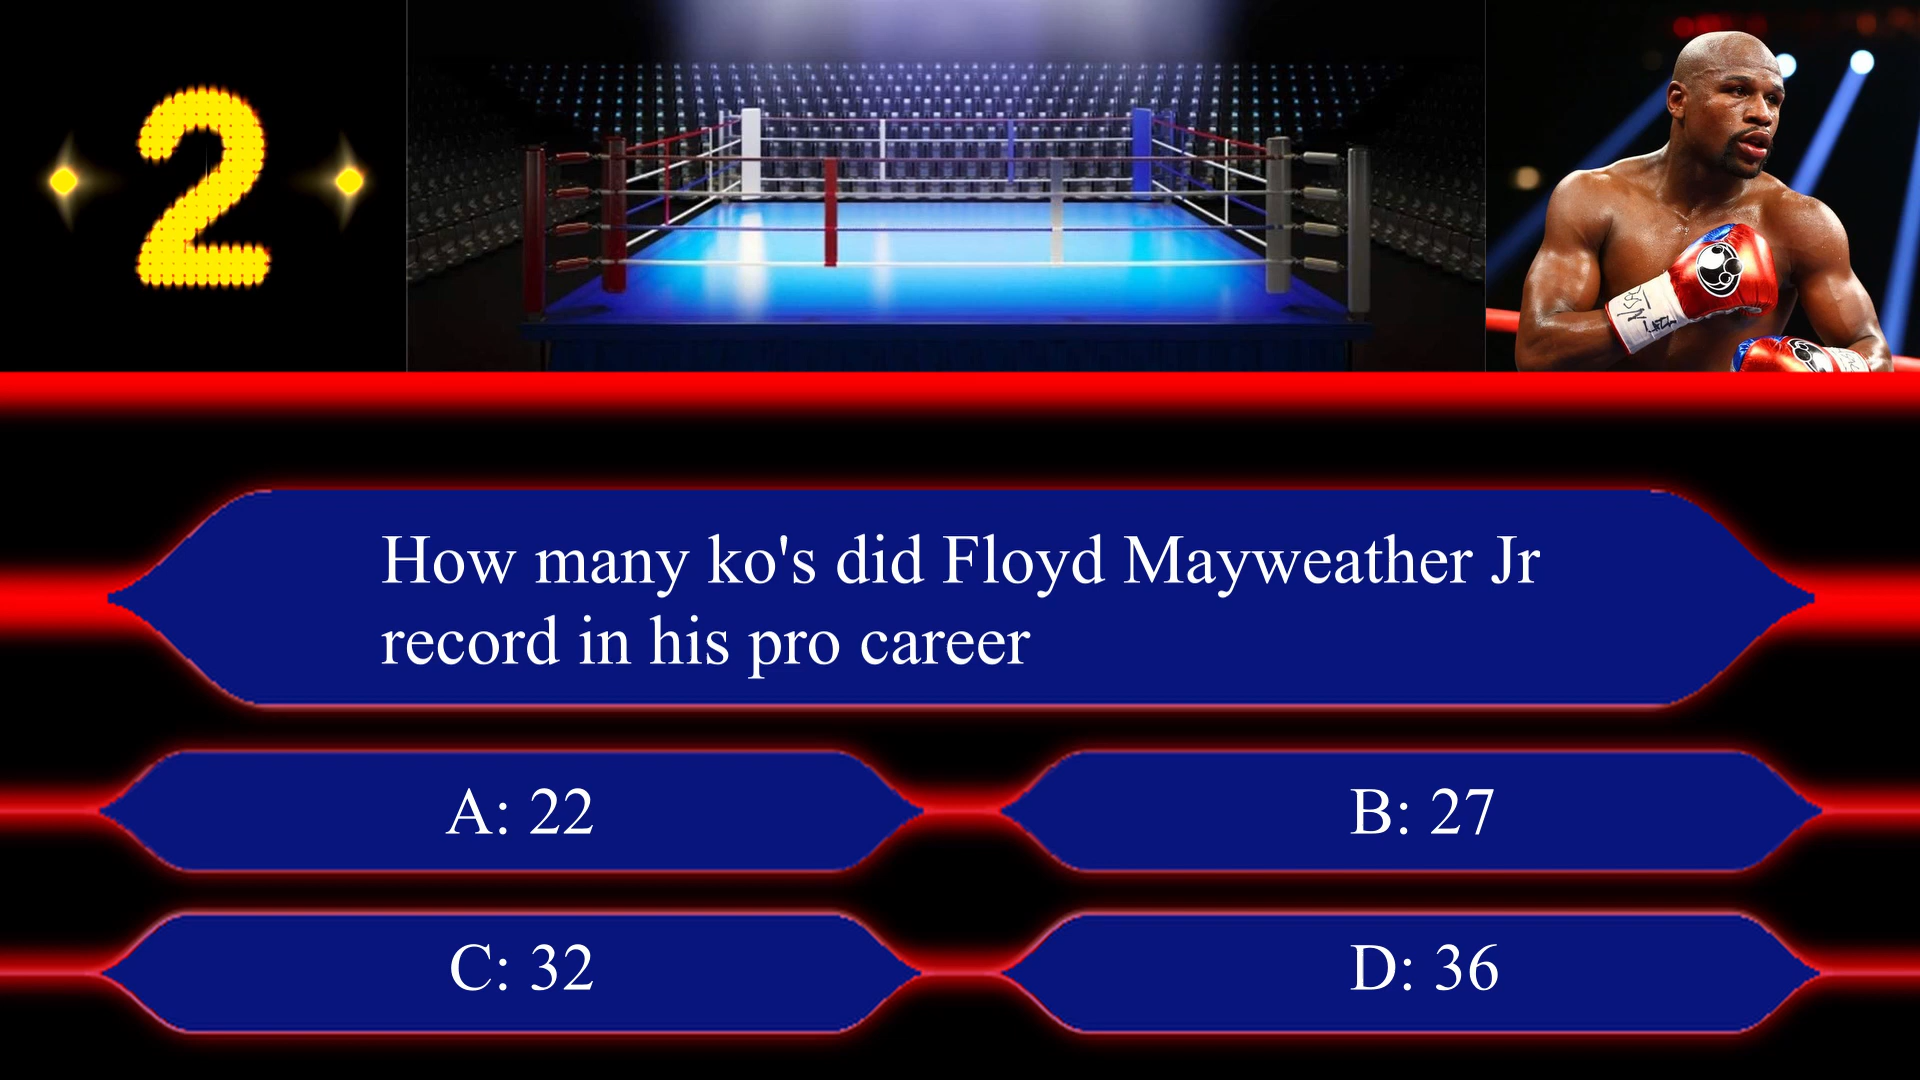 2
How many ko's did Floyd Mayweather Jr
record in his pro career
A: 22
B: 27
C: 32
D: 36